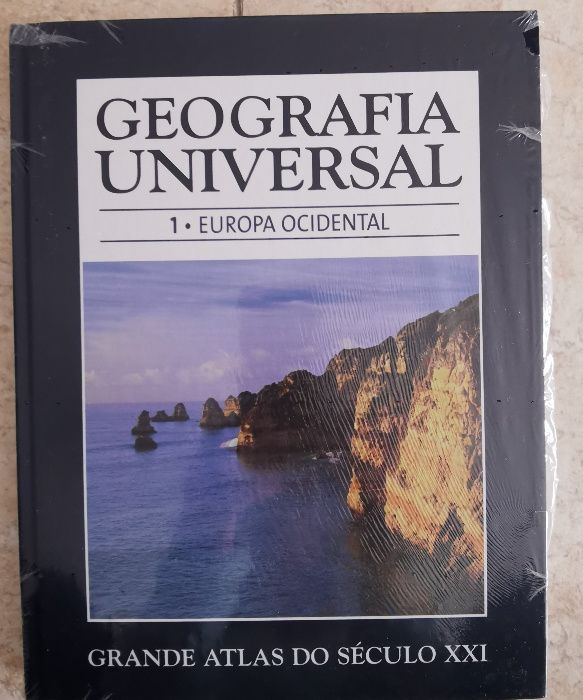 GEOGRAFIA
UNIVERSAL
1 • EUROPA OCIDENTAL
GRANDE ATLAS DO SÉCULO XXI